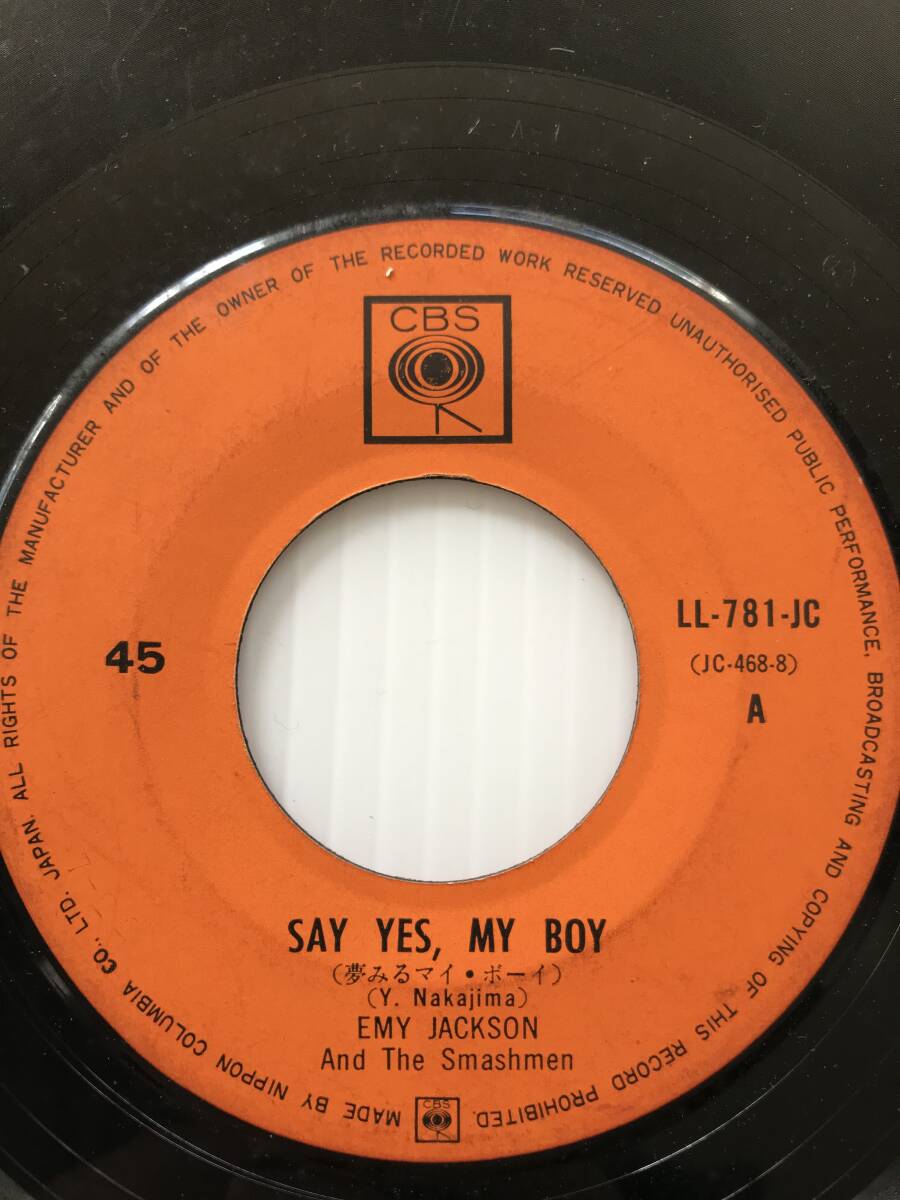 CBS
45
LL-781-JC
(JC-468-8)
A
SAY YES, MY BOY
(夢みるマイ・ボーイ)
(Y. Nakajima)
EMY JACKSON
And The Smashmen
MADE BY NIPPON COLUMBIA CO., LTD. JAPAN. ALL RIGHTS OF THE MANUFACTURER AND OF THE OWNER OF THE RECORDED WORK RESERVED UNAUTHORISED PUBLIC PERFORMANCE, BROADCASTING AND COPYING OF THIS RECORD PROHIBITED.
CBS